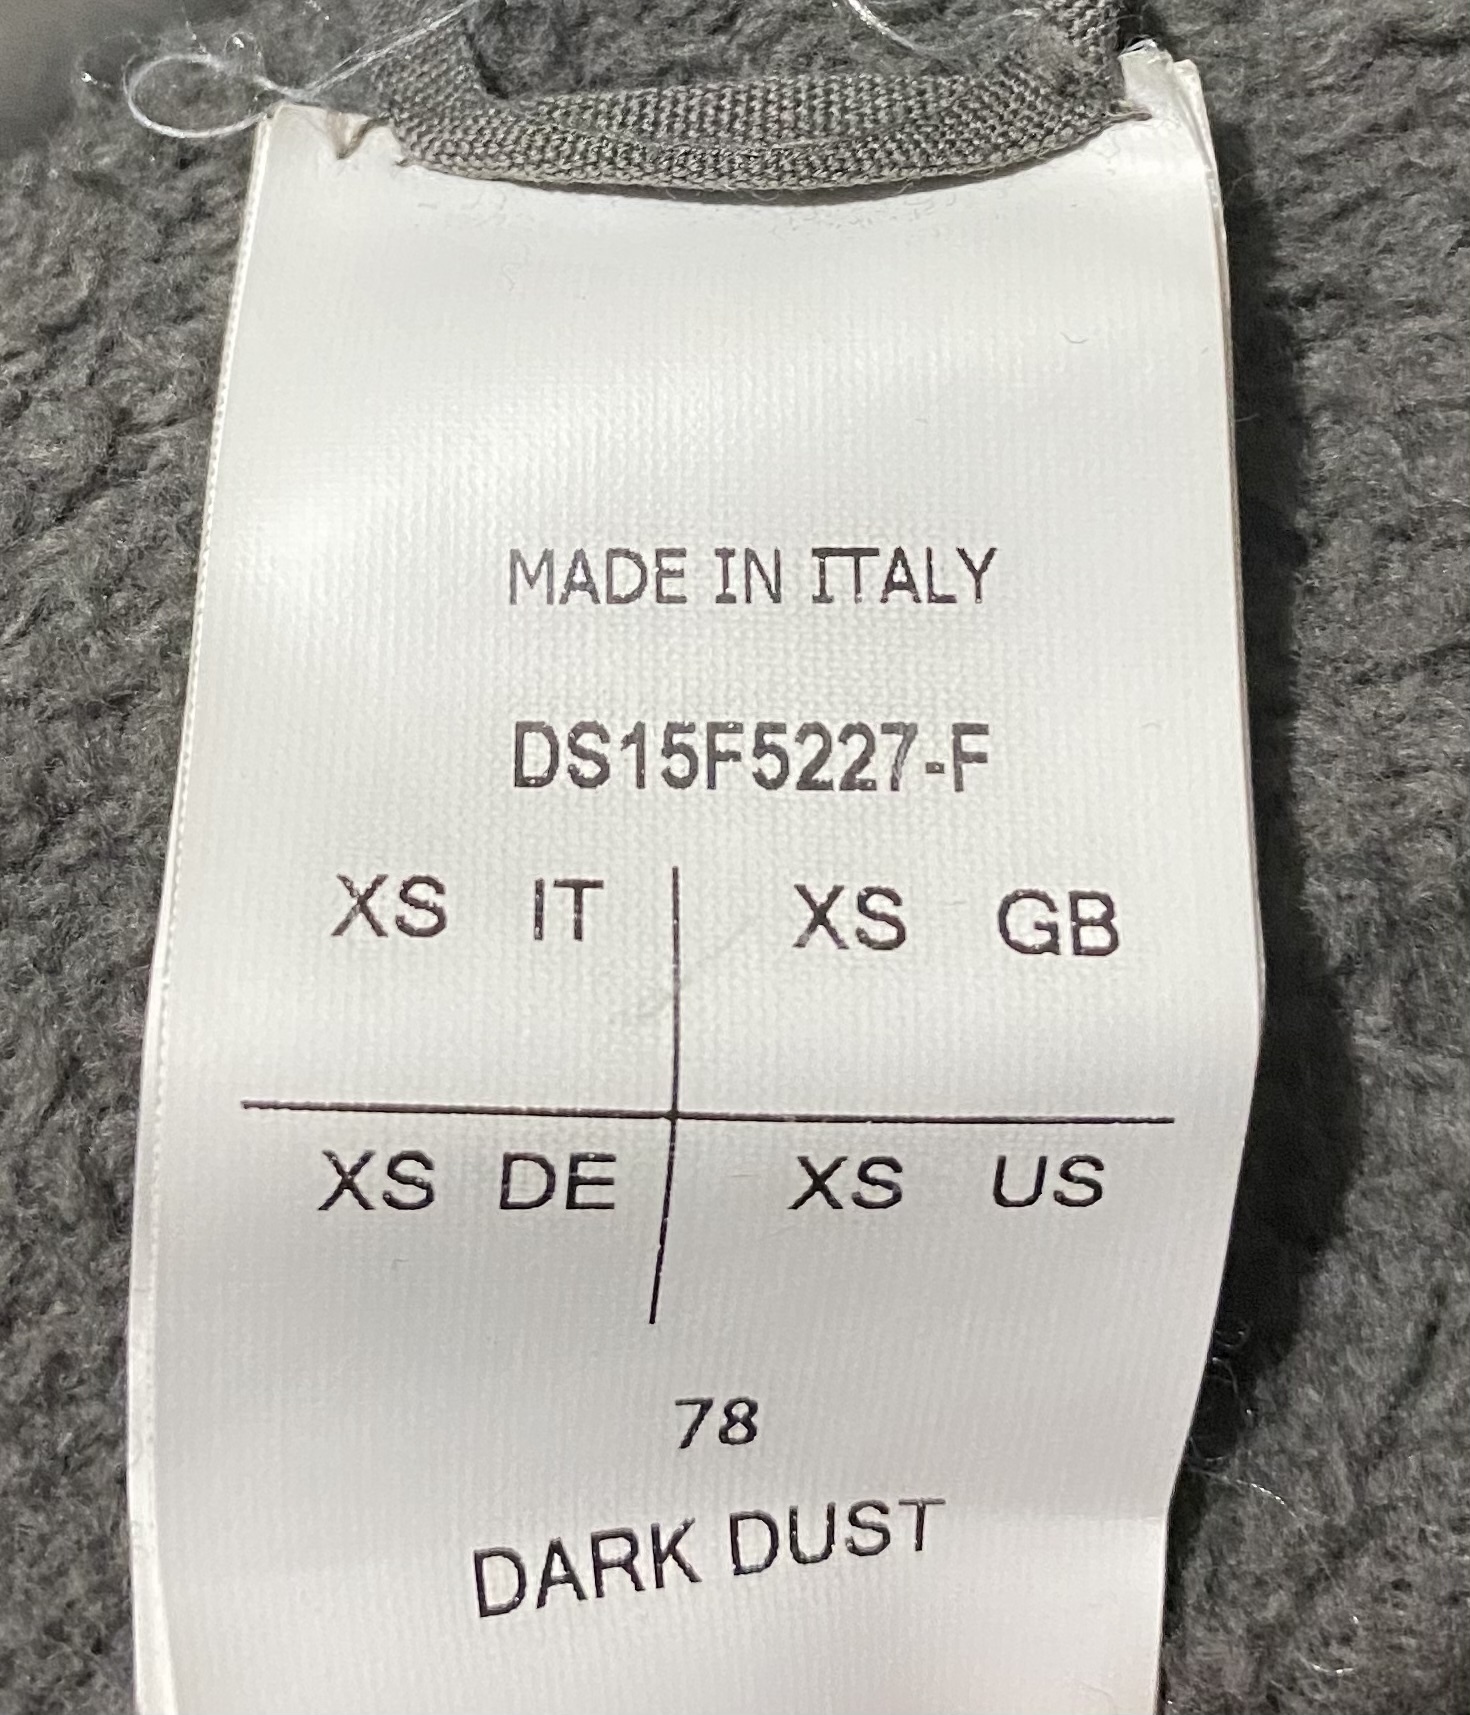 MADE IN ITALY
DS15F5227-F
XS IT XS GB
XS DE XS US
78
DARK DUST